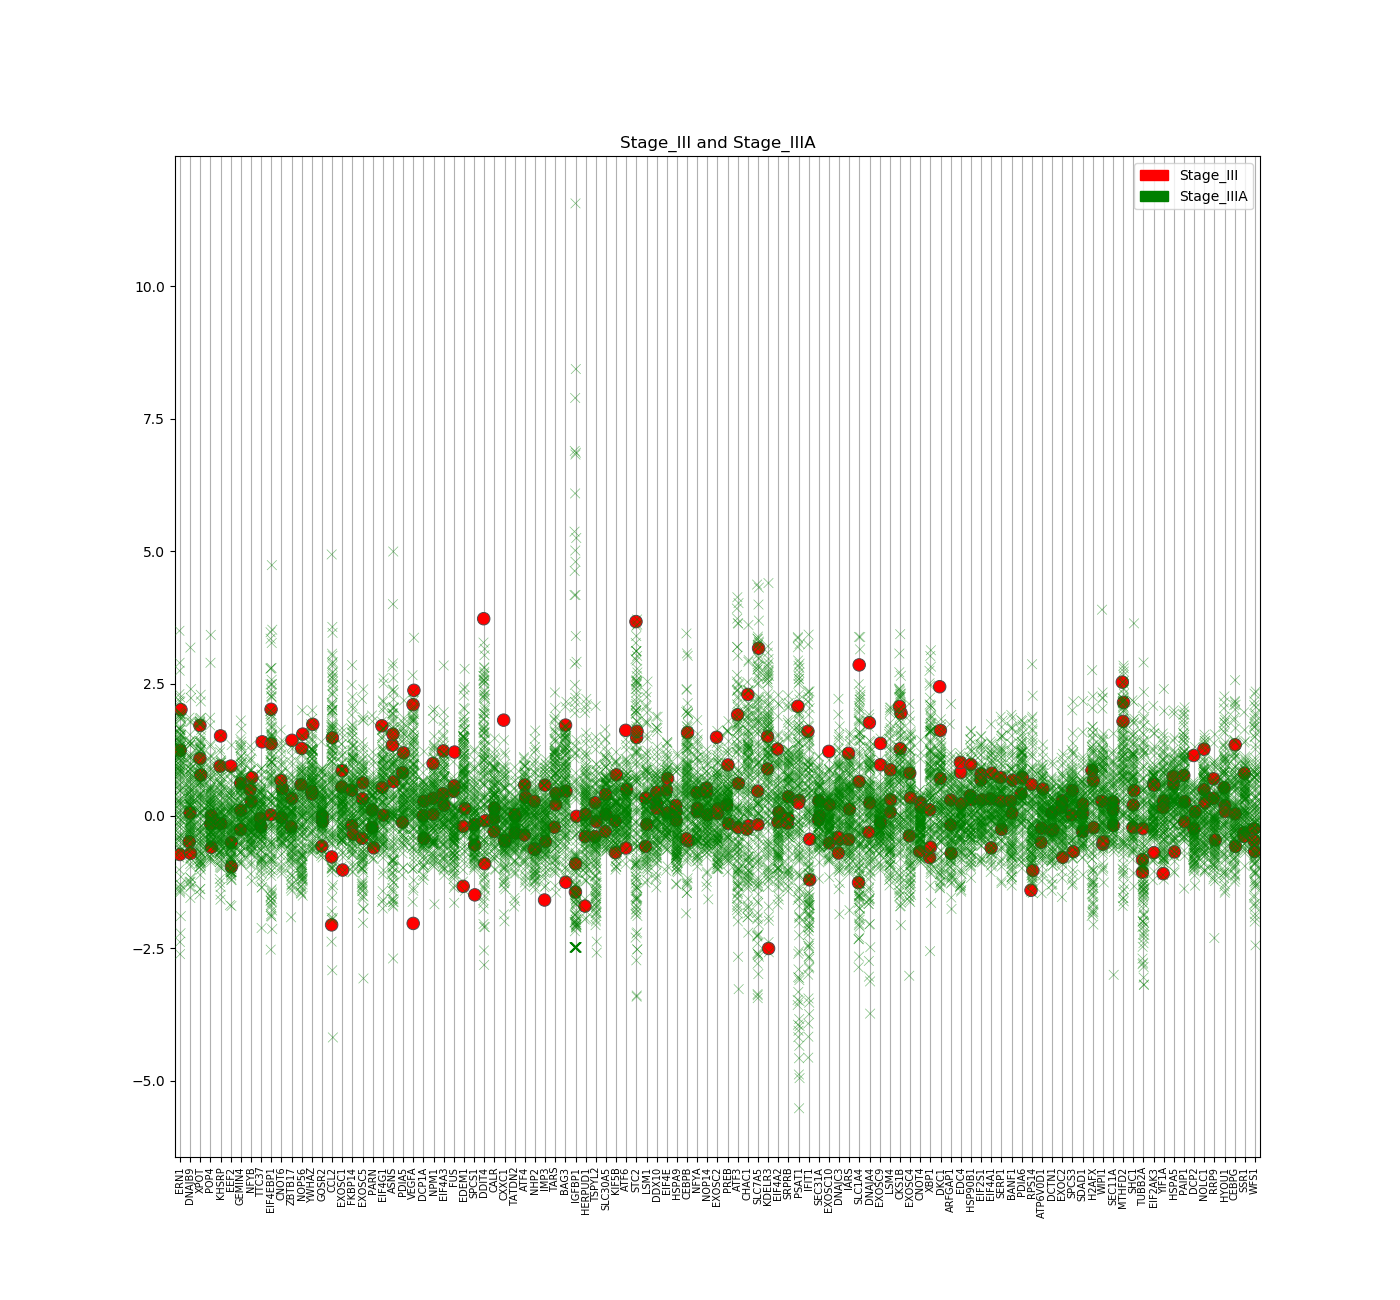 Stage_III and Stage_IIIA
Stage_III
Stage_IIIA
10.0
7.5
5.0
2.5
0.0
−2.5
−5.0
ERN1
DNAJB9
XPOT
POP4
KHSRP
EEF2
GEMIN4
NFYB
TTC37
EIF4EBP1
CNOT6
ZBTB17
NOP56
YWHAZ
GOSR2
CCL2
EXOSC1
FKBP14
EXOSC5
PARN
EIF4G1
ASNS
PDIA5
VEGFA
DCP1A
NPM1
EIF4A3
FUS
EDEM1
SPCS1
DDIT4
CALR
CXXC1
TATDN2
ATF4
NHP2
IMP3
TARS
BAG3
IGFBP1
HERPUD1
TSPYL2
SLC30A5
KIF5B
ATF6
STC2
LSM1
DDX10
EIF4E
HSPA9
CEBPB
NFYA
NOP14
EXOSC2
PREB
ATF3
CHAC1
SLC7A5
KDELR3
EIF4A2
SRPRB
PSAT1
IFIT1
SEC31A
EXOSC10
DNAJC3
IARS
SLC1A4
DNAJA4
EXOSC9
LSM4
CKS1B
EXOSC4
CNOT4
XBP1
DKC1
ARFGAP1
EDC4
HSP90B1
EIF2S1
EIF4A1
SERP1
BANF1
PDIA6
RPS14
ATP6V0D1
DCTN1
EXOC2
SPCS3
SDAD1
H2AFX
WIPI1
SEC11A
MTHFD2
SHC1
TUBB2A
EIF2AK3
YIF1A
HSPA5
PAIP1
DCP2
NOLC1
RRP9
HYOU1
CEBPG
SSR1
WFS1